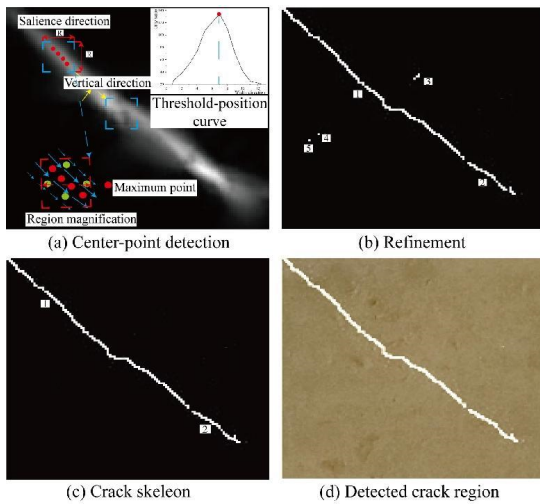 Salience direction
R
R
Vertical direction
Threshold-position
curve
Maximum point
Region magnification
1
3
4
5
2
(a) Center-point detection
(b) Refinement
1
2
(c) Crack skeleon
(d) Detected crack region